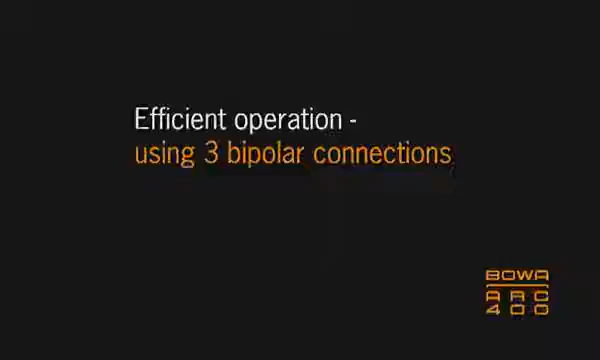 Efficient operation -
using 3 bipolar connections
BOWA
ARC
400